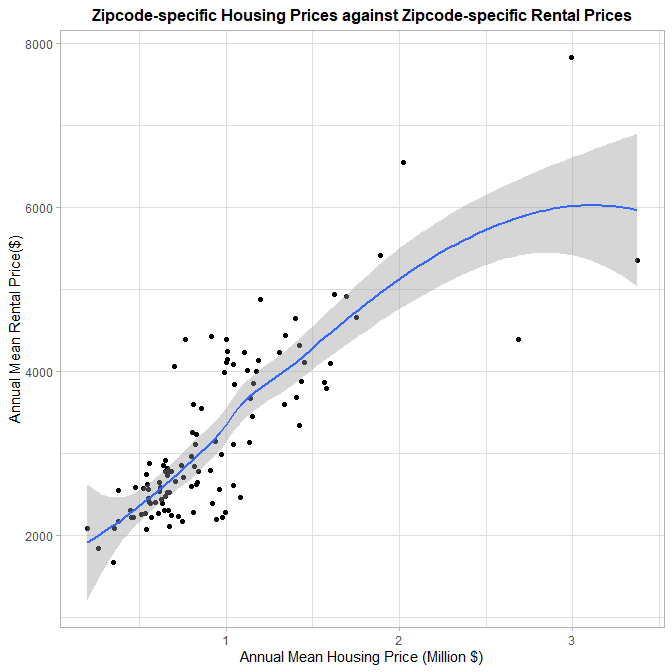 Zipcode-specific Housing Prices against Zipcode-specific Rental Prices
Annual Mean Rental Price($)
8000
6000
4000
2000
1
2
3
Annual Mean Housing Price (Million $)